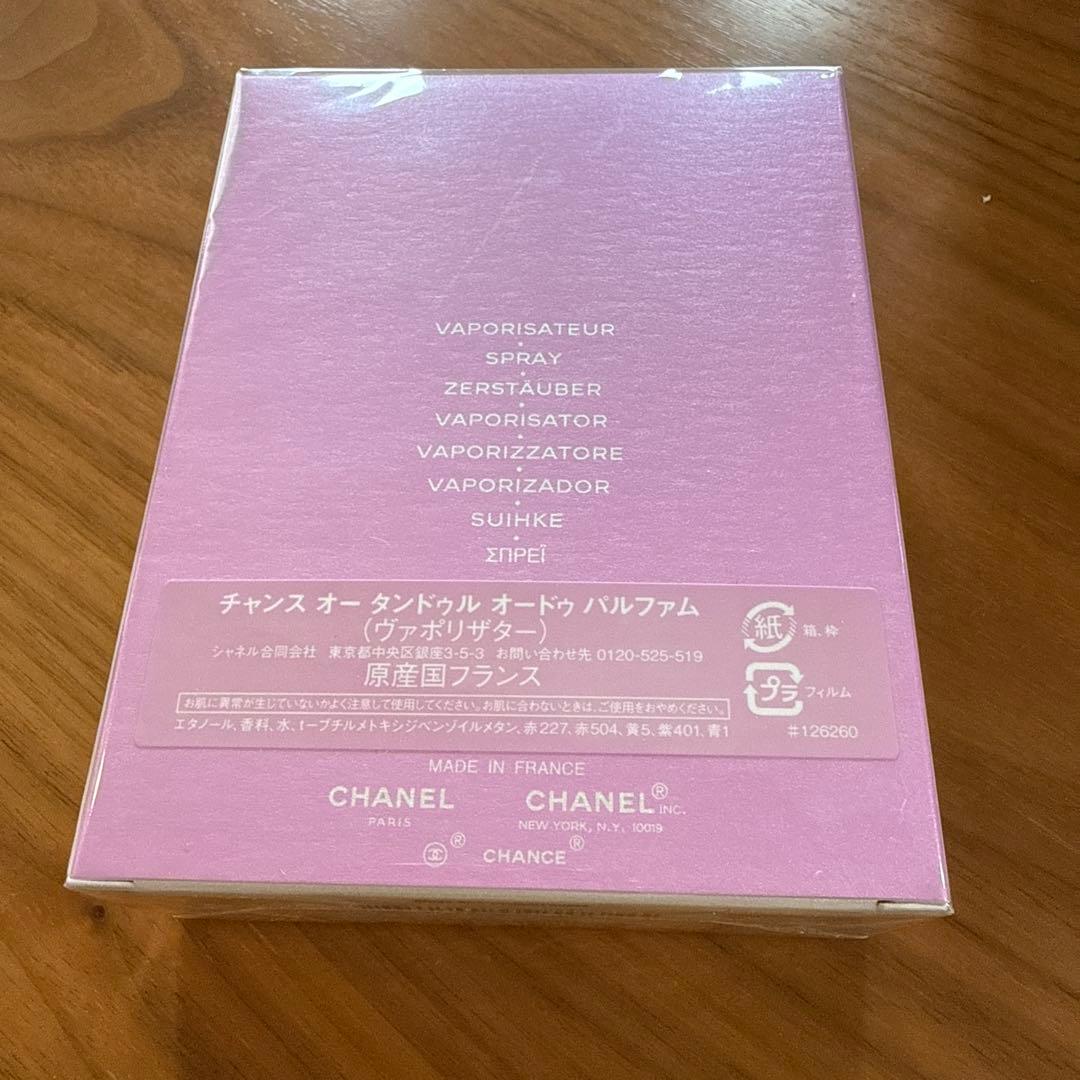 VAPORISATEUR
SPRAY
ZERSTÄUBER
VAPORISATOR
VAPORIZZATORE
VAPORIZADOR
SUIHKE
ΣΠΡΕΪ
チャンス オー タンドゥル オードゥ パルファム
(ヴァポリザター)
シャネル合同会社 東京都中央区銀座3-5-3 お問い合わせ先 0120-525-519
原産国フランス
お肌に異常が生じていないかよく注意して使用してください。お肌に合わないときは、ご使用をおやめください。
エタノール、香料、水、t-ブチルメトキシジベンゾイルメタン、赤227、赤504、黄5、紫401、青1
紙 箱、枠
プラ フィルム
#126260
MADE IN FRANCE
CHANEL
PARIS
CHANEL® INC.
NEW YORK, N.Y. 10019
® CHANCE®